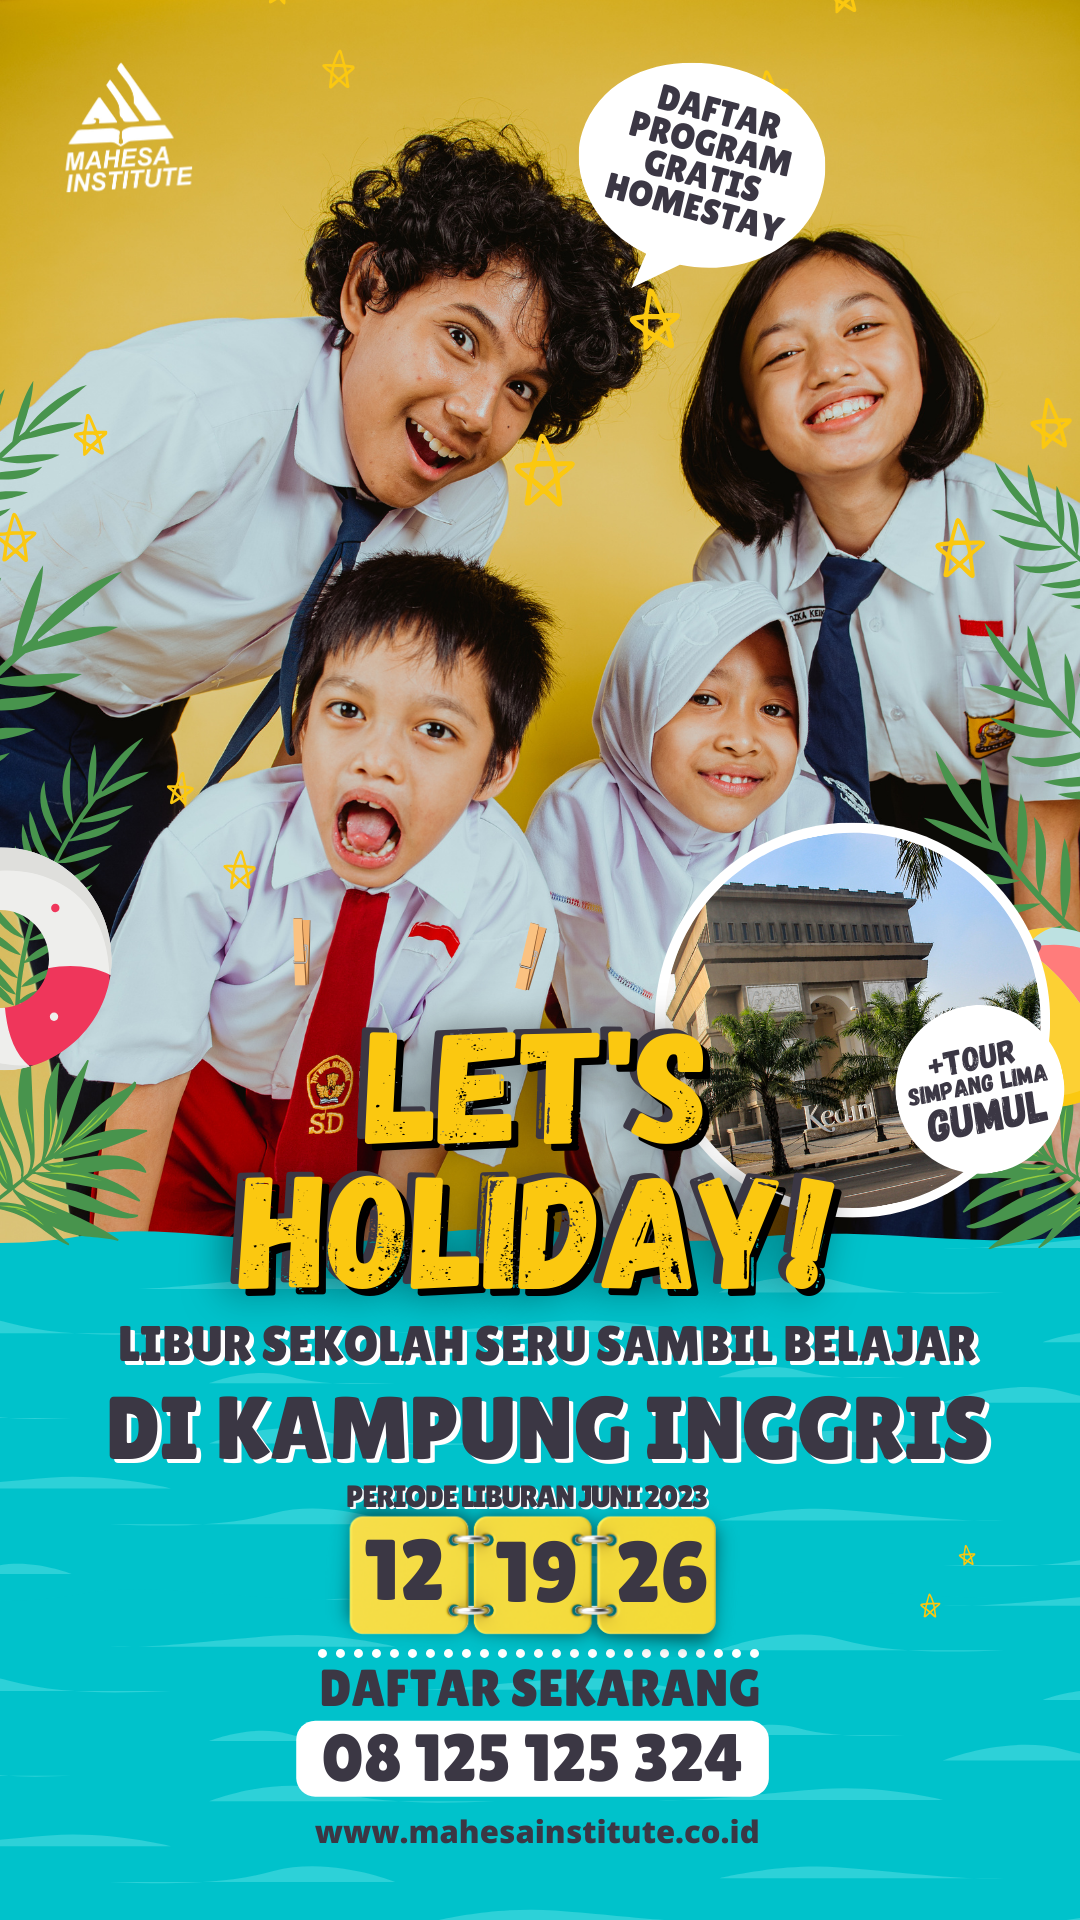 MAHESA
INSTITUTE
DAFTAR
PROGRAM
GRATIS
HOMESTAY
SD
Kediri
+TOUR
SIMPANG LIMA
GUMUL
LET'S
HOLIDAY!
LIBUR SEKOLAH SERU SAMBIL BELAJAR
DI KAMPUNG INGGRIS
PERIODE LIBURAN JUNI 2023
12 19 26
DAFTAR SEKARANG
08 125 125 324
www.mahesainstitute.co.id